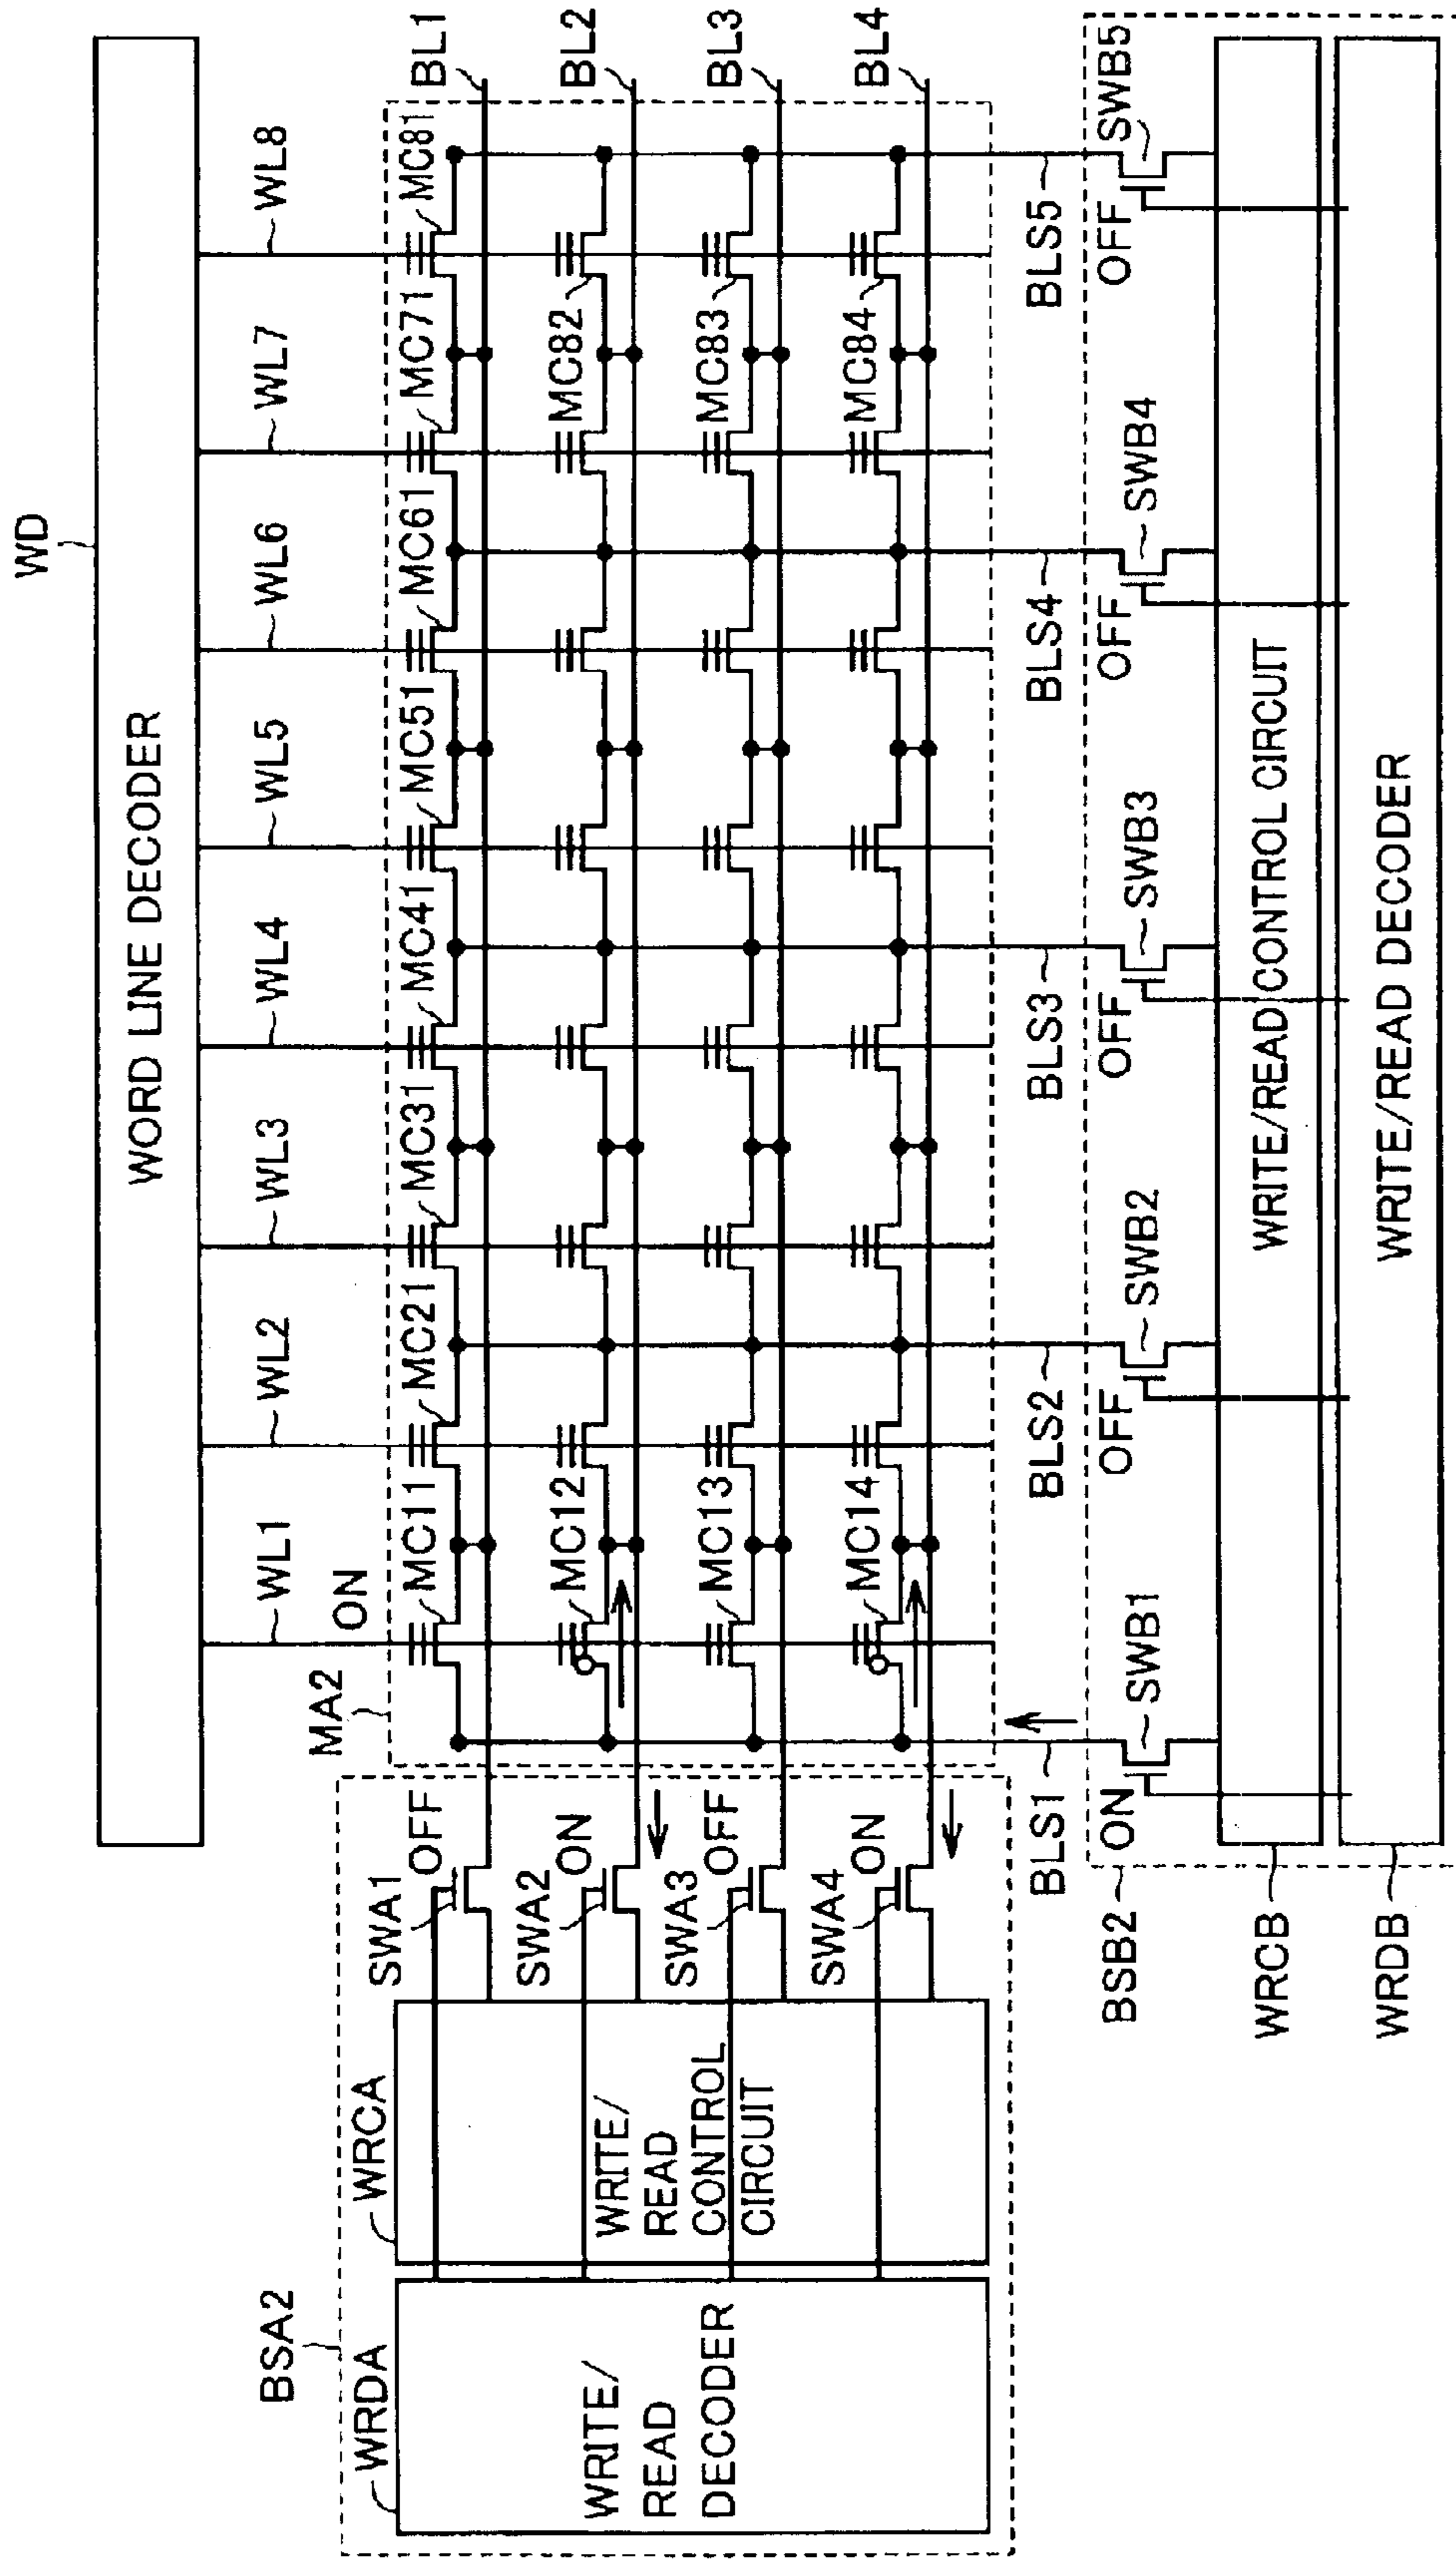 WD
WORD LINE DECODER
WL1
WL2
WL3
WL4
WL5
WL6
WL7
WL8
ON
MA2
MC11
MC21
MC31
MC41
MC51
MC61
MC71
MC81
BL1
MC12
MC82
BL2
MC13
MC83
BL3
MC14
MC84
BL4
BSA2
WRDA
WRCA
WRITE/
READ
DECODER
WRITE/
READ
CONTROL
CIRCUIT
SWA1
OFF
SWA2
ON
SWA3
OFF
SWA4
ON
BLS1
BLS2
BLS3
BLS4
BLS5
BSB2
ON
OFF
OFF
OFF
OFF
SWB1
SWB2
SWB3
SWB4
SWB5
WRCB
WRITE/READ CONTROL CIRCUIT
WRDB
WRITE/READ DECODER